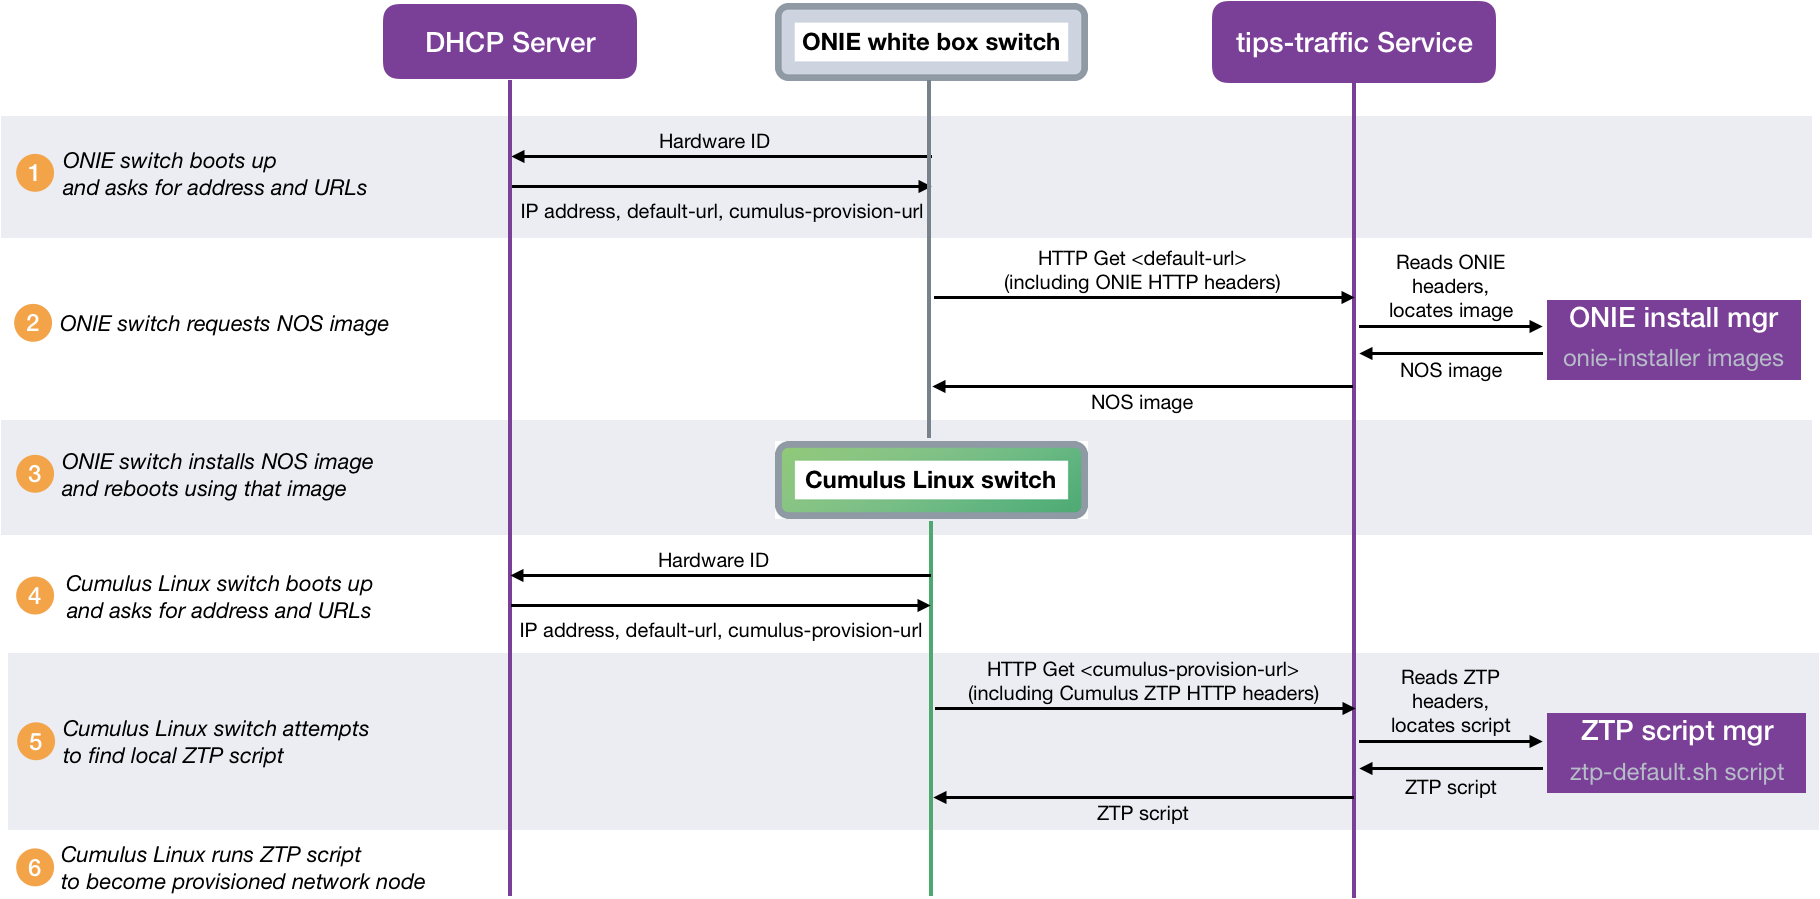 DHCP Server
ONIE white box switch
tips-traffic Service
1
ONIE switch boots up
and asks for address and URLs
Hardware ID
IP address, default-url, cumulus-provision-url
2
ONIE switch requests NOS image
HTTP Get <default-url>
(including ONIE HTTP headers)
Reads ONIE
headers,
locates image
ONIE install mgr
onie-installer images
NOS image
NOS image
3
ONIE switch installs NOS image
and reboots using that image
Cumulus Linux switch
4
Cumulus Linux switch boots up
and asks for address and URLs
Hardware ID
IP address, default-url, cumulus-provision-url
5
Cumulus Linux switch attempts
to find local ZTP script
HTTP Get <cumulus-provision-url>
(including Cumulus ZTP HTTP headers)
Reads ZTP
headers,
locates script
ZTP script mgr
ztp-default.sh script
ZTP script
ZTP script
6
Cumulus Linux runs ZTP script
to become provisioned network node